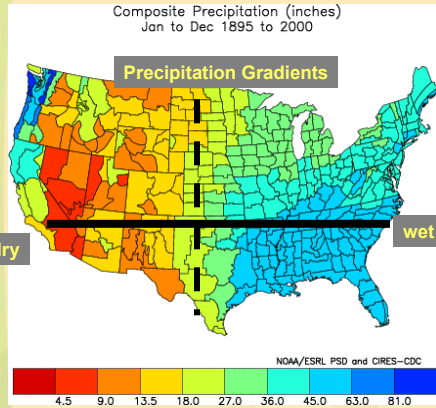 Composite Precipitation (inches)
Jan to Dec 1895 to 2000
Precipitation Gradients
wet
ry
NOAA/ESRL PSD and CIRES-CDC
4.5 9.0 13.5 18.0 27.0 36.0 45.0 63.0 81.0